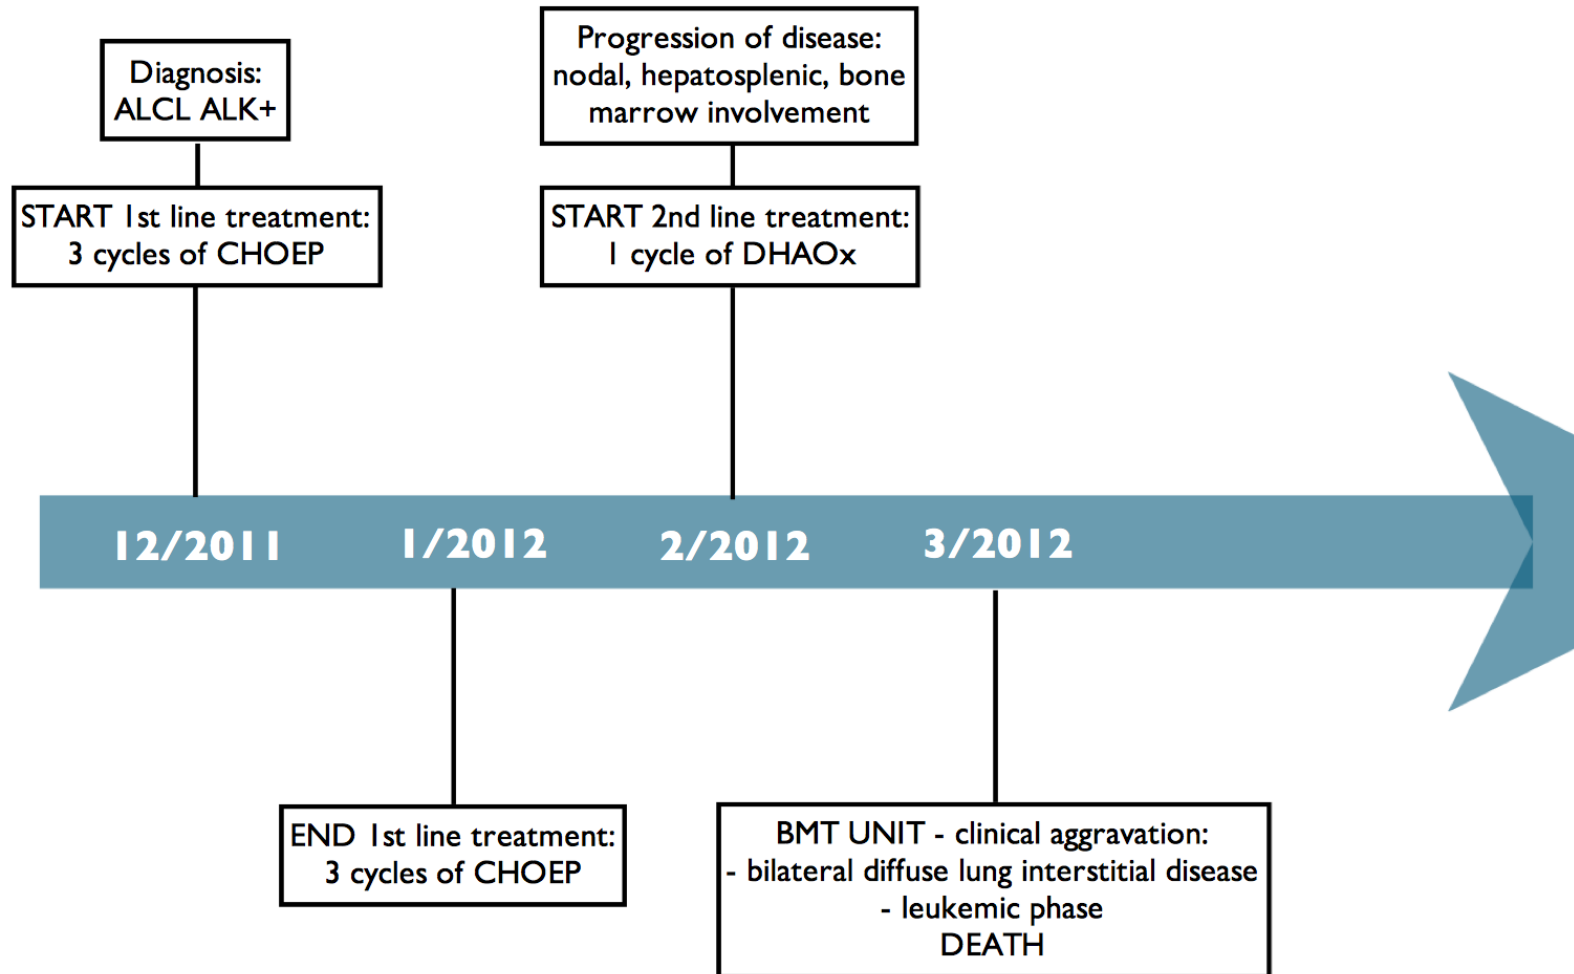 Diagnosis:
ALCL ALK+
START 1st line treatment:
3 cycles of CHOEP
Progression of disease:
nodal, hepatosplenic, bone
marrow involvement
START 2nd line treatment:
1 cycle of DHAOx
12/2011
1/2012
2/2012
3/2012
END 1st line treatment:
3 cycles of CHOEP
BMT UNIT - clinical aggravation:
- bilateral diffuse lung interstitial disease
- leukemic phase
DEATH